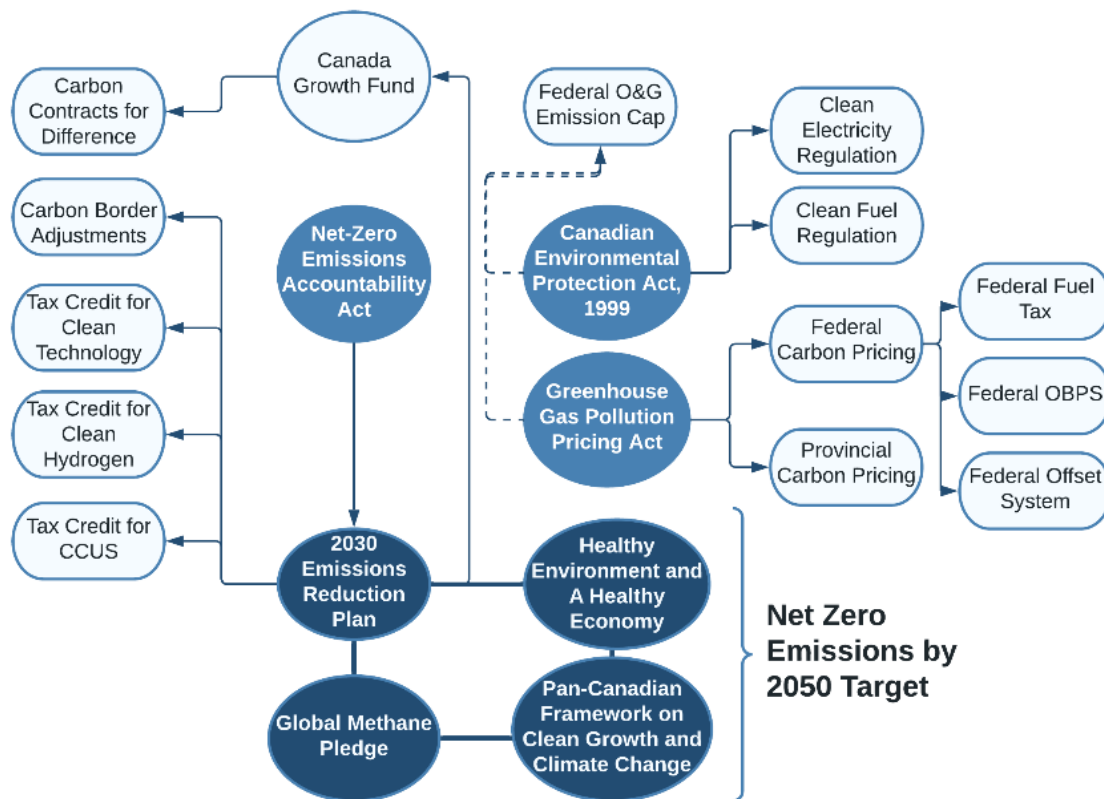 Canada
Growth Fund
Carbon
Contracts for
Difference
Federal O&G
Emission Cap
Clean
Electricity
Regulation
Carbon Border
Adjustments
Net-Zero
Emissions
Accountability
Act
Canadian
Environmental
Protection Act,
1999
Clean Fuel
Regulation
Tax Credit for
Clean
Technology
Federal
Carbon Pricing
Federal Fuel
Tax
Greenhouse
Gas Pollution
Pricing Act
Federal OBPS
Tax Credit for
Clean
Hydrogen
Provincial
Carbon Pricing
Federal Offset
System
Tax Credit for
CCUS
2030
Emissions
Reduction
Plan
Healthy
Environment and
A Healthy
Economy
Net Zero
Emissions by
2050 Target
Global Methane
Pledge
Pan-Canadian
Framework on
Clean Growth and
Climate Change